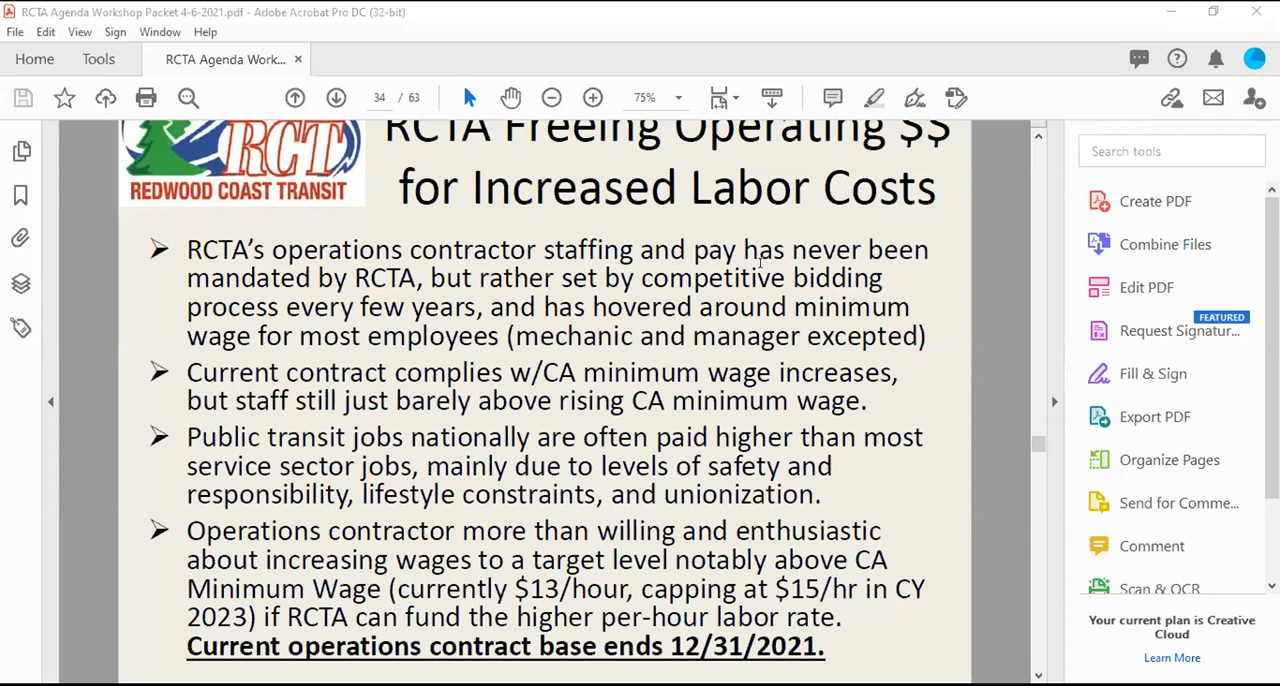 RCTA Agenda Workshop Packet 4-6-2021.pdf - Adobe Acrobat Pro DC (32-bit)
File Edit View Sign Window Help
Home Tools RCTA Agenda Work... ×
34 / 63 75%
RCT
REDWOOD COAST TRANSIT
RCTA Freeing Operating $$
for Increased Labor Costs
RCTA's operations contractor staffing and pay has never been
mandated by RCTA, but rather set by competitive bidding
process every few years, and has hovered around minimum
wage for most employees (mechanic and manager excepted)
Current contract complies w/CA minimum wage increases,
but staff still just barely above rising CA minimum wage.
Public transit jobs nationally are often paid higher than most
service sector jobs, mainly due to levels of safety and
responsibility, lifestyle constraints, and unionization.
Operations contractor more than willing and enthusiastic
about increasing wages to a target level notably above CA
Minimum Wage (currently $13/hour, capping at $15/hr in CY
2023) if RCTA can fund the higher per-hour labor rate.
Current operations contract base ends 12/31/2021.
Search tools
Create PDF
Combine Files
Edit PDF
FEATURED
Request Signatur...
Fill & Sign
Export PDF
Organize Pages
Send for Comme...
Comment
Scan & OCR
Your current plan is Creative
Cloud
Learn More